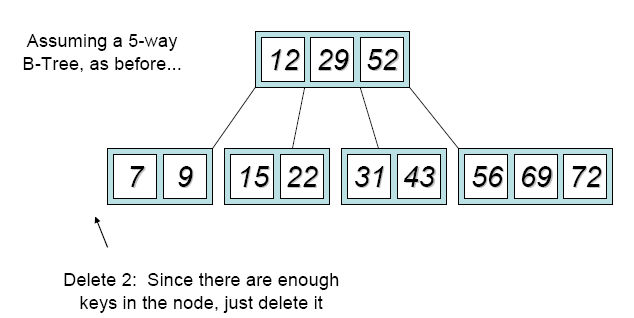 Assuming a 5-way
B-Tree, as before...
12 29 52
7 9 15 22 31 43 56 69 72
Delete 2: Since there are enough
keys in the node, just delete it